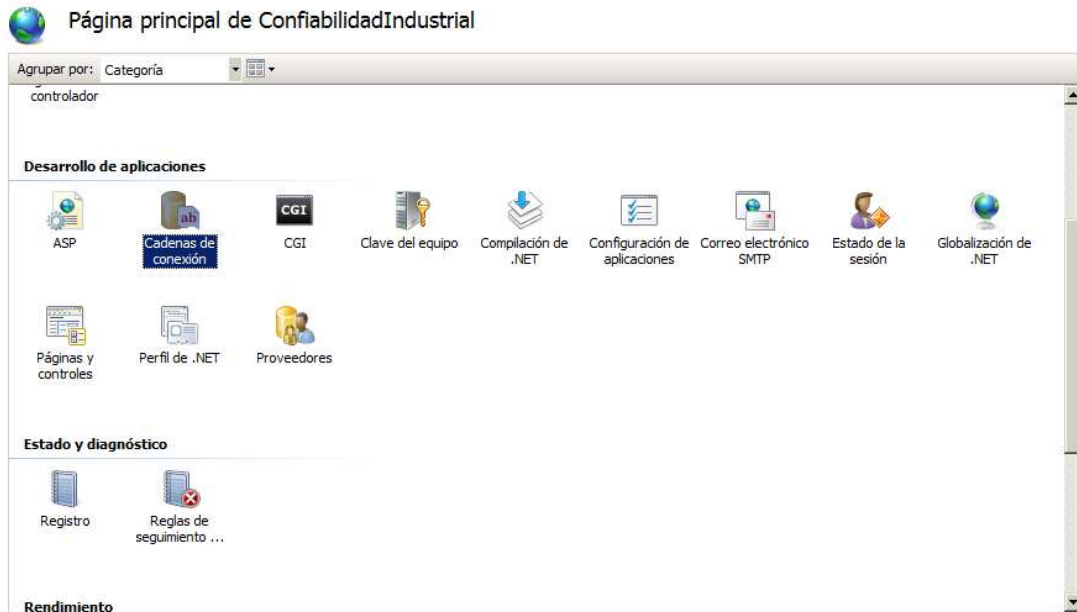 Página principal de ConfiabilidadIndustrial
Agrupar por: Categoría
controlador
Desarrollo de aplicaciones
ASP
Cadenas de conexión
CGI
Clave del equipo
Compilación de .NET
Configuración de aplicaciones
Correo electrónico SMTP
Estado de la sesión
Globalización de .NET
Páginas y controles
Perfil de .NET
Proveedores
Estado y diagnóstico
Registro
Reglas de seguimiento ...
Rendimiento